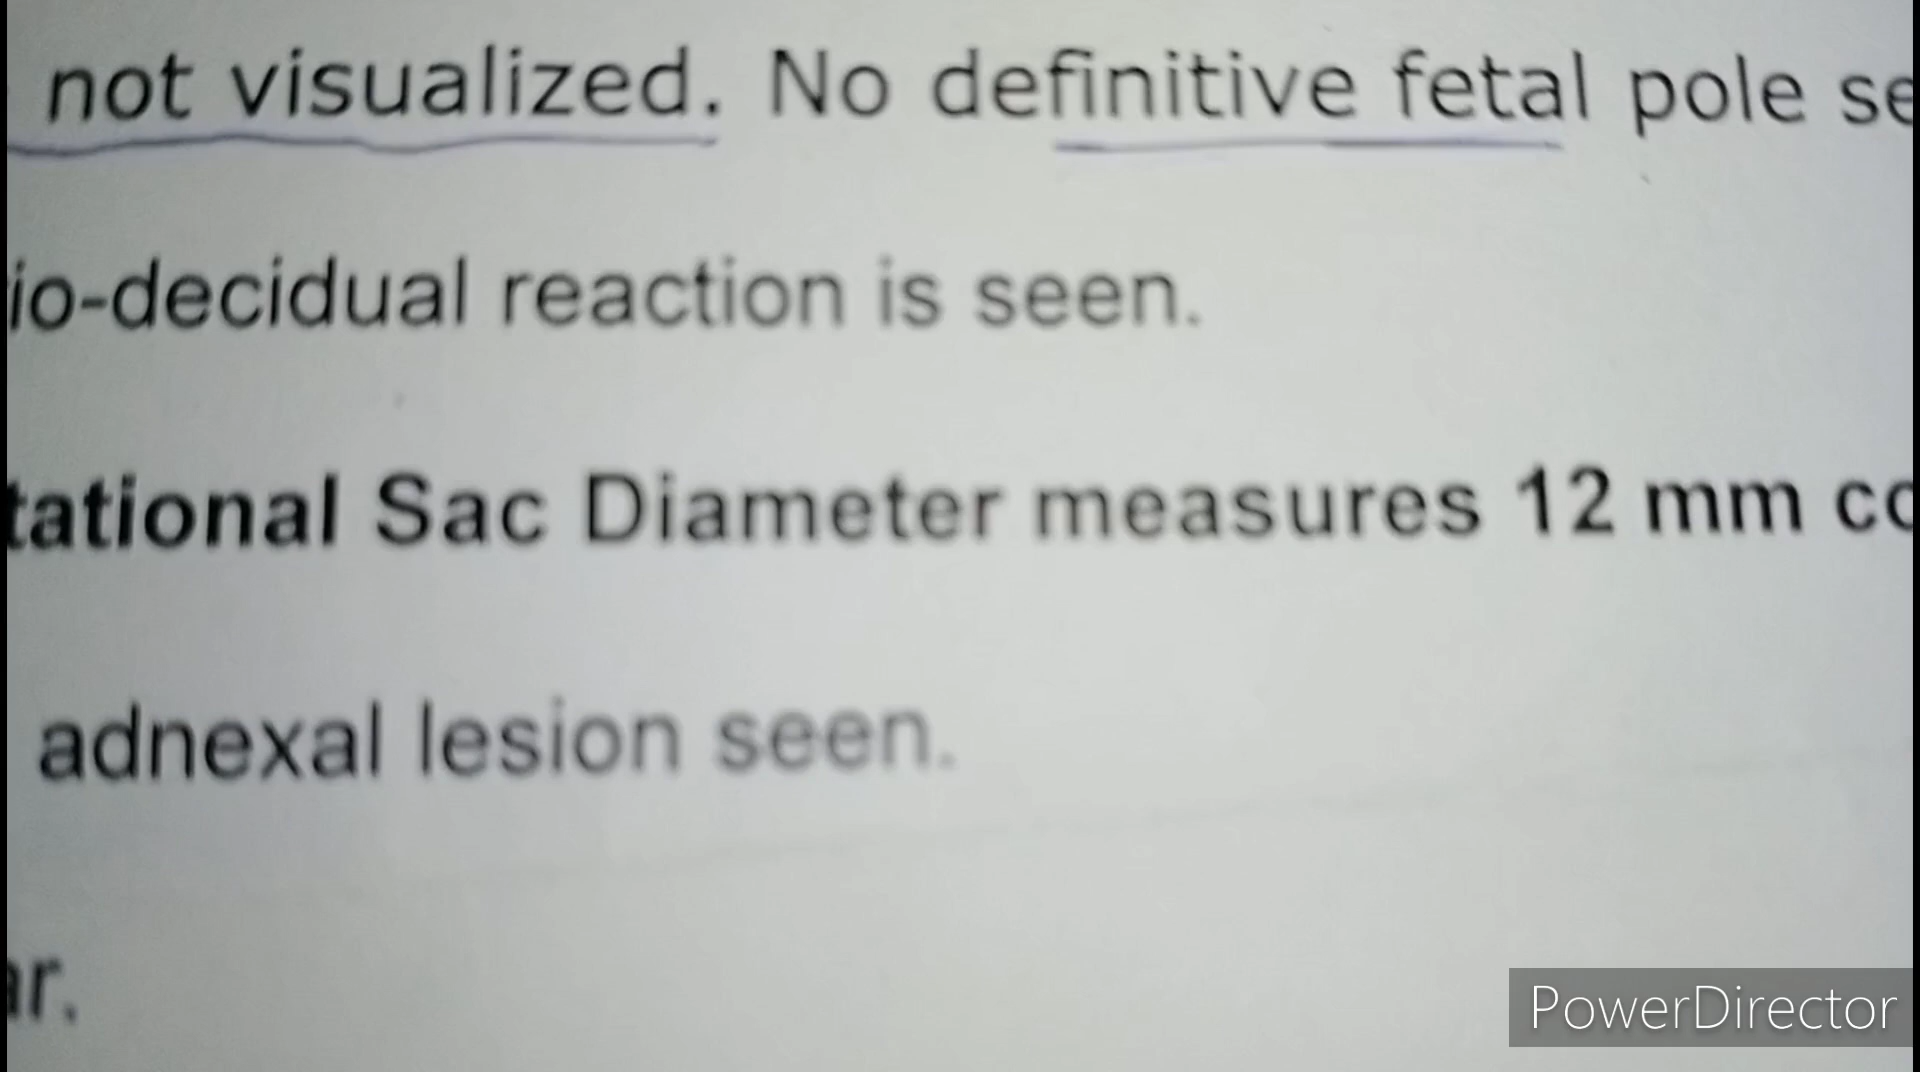 not visualized. No definitive fetal pole se
io-decidual reaction is seen.
tational Sac Diameter measures 12 mm co
adnexal lesion seen.
ar.
PowerDirector